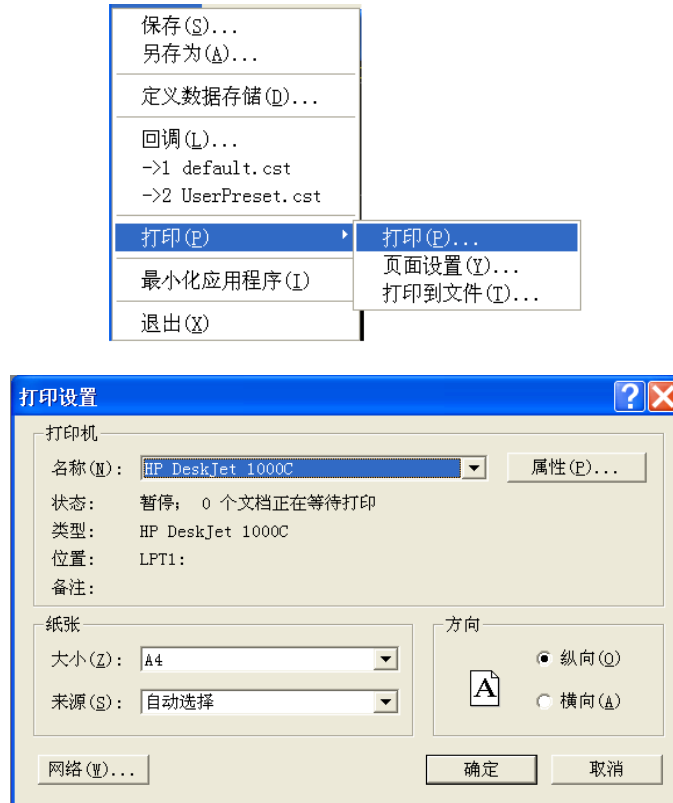 保存(S)...
另存为(A)...
定义数据存储(D)...
回调(L)...
->1 default.cst
->2 UserPreset.cst
打印(P)
打印(P)...
页面设置(Y)...
打印到文件(T)...
最小化应用程序(I)
退出(X)
打印设置
打印机
名称(N): HP DeskJet 1000C 属性(P)...
状态: 暂停; 0 个文档正在等待打印
类型: HP DeskJet 1000C
位置: LPT1:
备注:
纸张
大小(Z): A4
来源(S): 自动选择
方向
A
纵向(O)
横向(A)
网络(W)... 确定 取消